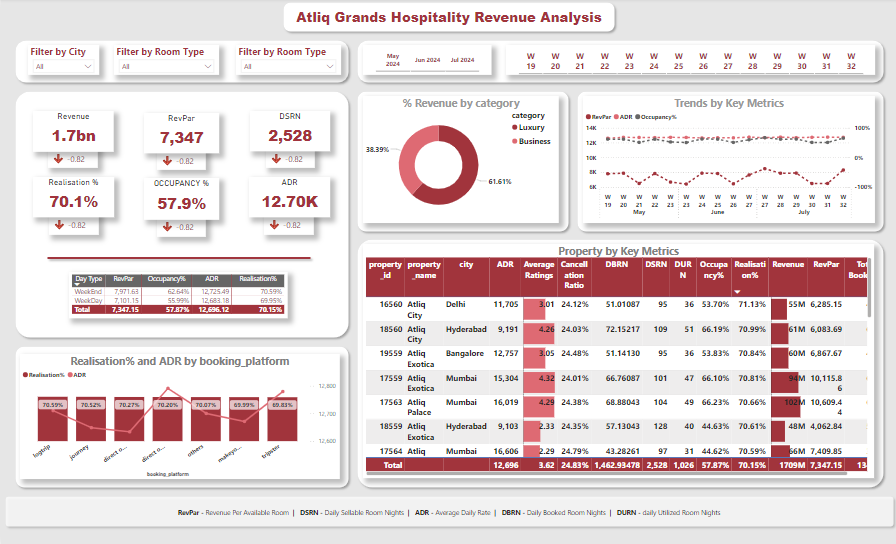 Atliq Grands Hospitality Revenue Analysis
Filter by City
All
Filter by Room Type
All
Filter by Room Type
All
May 2024
Jun 2024
Jul 2024
W 19 W 20 W 21 W 22 W 23 W 24 W 25 W 26 W 27 W 28 W 29 W 30 W 31 W 32
Revenue
1.7bn
-0.82
RevPar
7,347
-0.82
DSRN
2,528
-0.82
Realisation %
70.1%
-0.82
OCCUPANCY %
57.9%
-0.82
ADR
12.70K
-0.82
Day Type RevPar Occupancy% ADR Realisation%
WeekEnd 7,971.63 62.64% 12,725.49 70.59%
WeekDay 7,101.15 55.99% 12,683.18 69.95%
Total 7,347.15 57.87% 12,696.12 70.15%
% Revenue by category
38.39%
61.61%
category
Luxury
Business
Trends by Key Metrics
RevPar ADR Occupancy%
14K
12K
10K
8K
6K
100%
0%
-100%
W 19 W 20 W 21 W 22 W 23 W 24 W 25 W 26 W 27 W 28 W 29 W 30 W 31 W 32
May June July
Realisation% and ADR by booking_platform
Realisation% ADR
12,800
12,700
12,600
70.59% 70.52% 70.27% 70.20% 70.07% 69.99% 69.83%
logtrip journey direct o... direct o... others makeyo... tripster
booking_platform
Property by Key Metrics
property_id property_name city ADR Average Ratings Cancellation Ratio DBRN DSRN DURN Occupancy% Realisation% Revenue RevPar Tot Book
16560 Atliq City Delhi 11,705 3.01 24.12% 51.01087 95 36 53.70% 71.13% 55M 6,285.15
18560 Atliq City Hyderabad 9,191 4.26 24.03% 72.15217 109 51 66.19% 70.99% 61M 6,083.69
19559 Atliq Exotica Bangalore 12,757 3.05 24.48% 51.14130 95 36 53.83% 70.84% 60M 6,867.67
17559 Atliq Exotica Mumbai 15,304 4.32 24.01% 66.76087 101 47 66.10% 70.81% 94M 10,115.86
17563 Atliq Palace Mumbai 16,019 4.29 24.38% 68.88043 104 49 66.23% 70.66% 102M 10,609.44
18559 Atliq Exotica Hyderabad 9,103 2.33 24.35% 57.13043 128 40 44.63% 70.61% 48M 4,062.84
17564 Atliq Mumbai 16,606 2.29 24.79% 43.28261 97 31 44.62% 70.59% 66M 7,409.85
Total 12,696 3.62 24.83% 1,462.93478 2,528 1,026 57.87% 70.15% 1709M 7,347.15
RevPar - Revenue Per Available Room | DSRN - Daily Sellable Room Nights | ADR - Average Daily Rate | DBRN - Daily Booked Room Nights | DURN - daily Utilized Room Nights